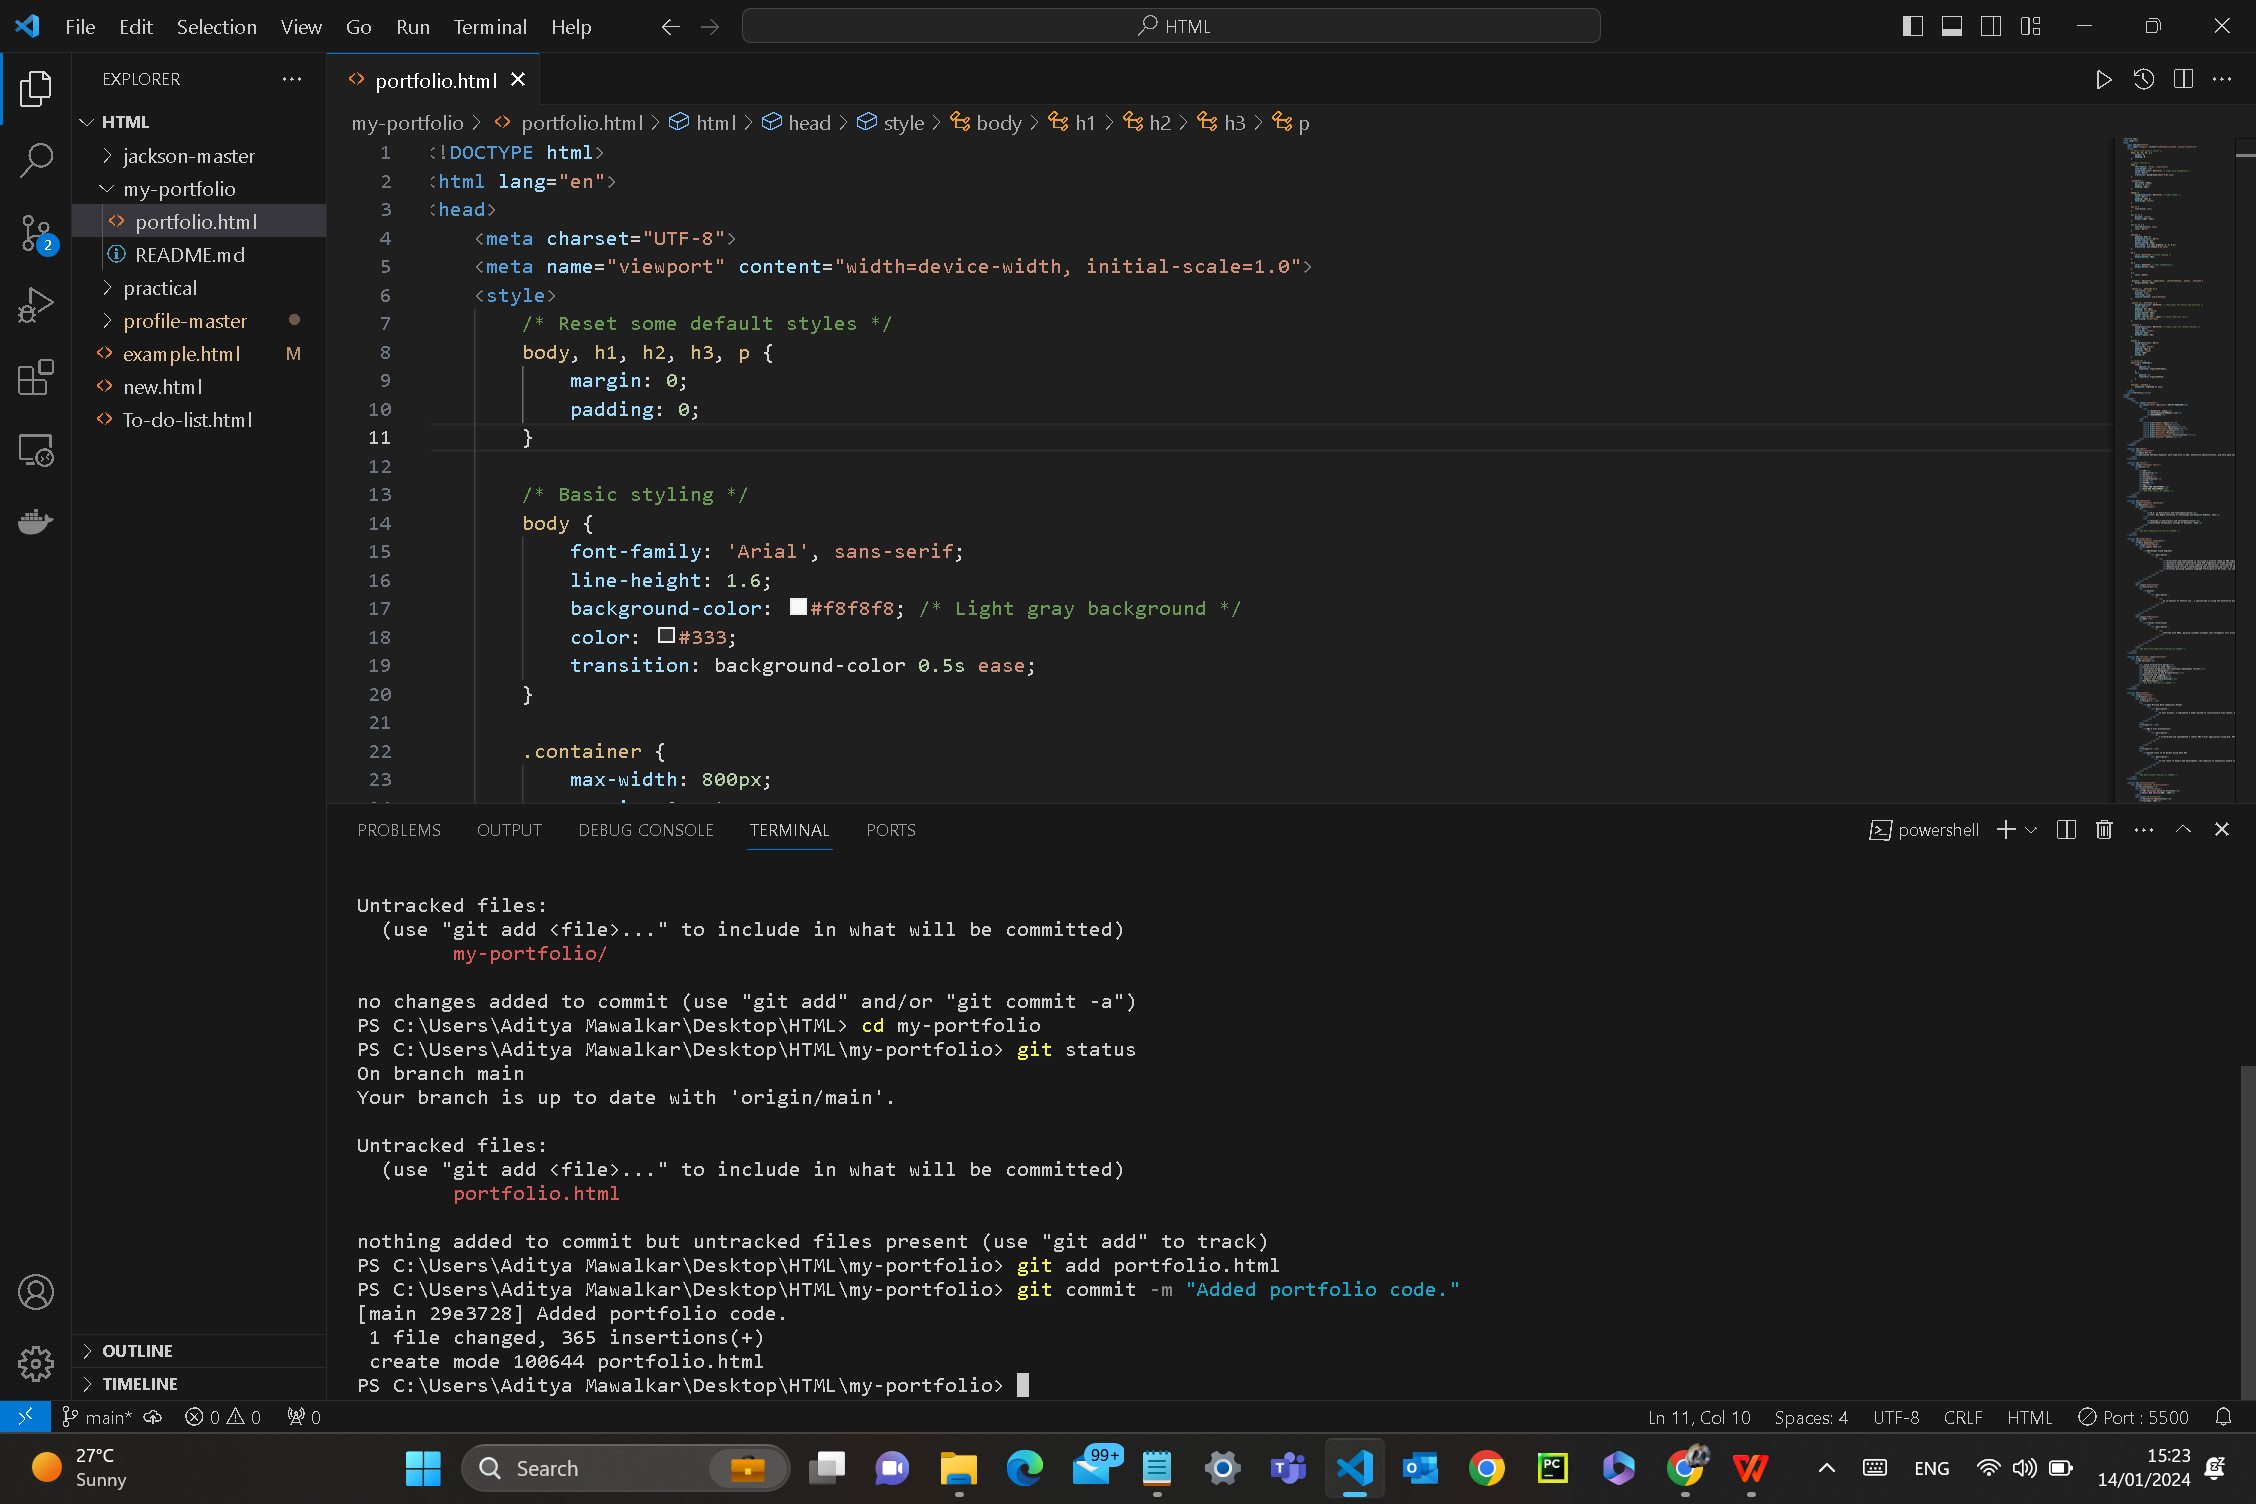 File Edit Selection View Go Run Terminal Help HTML
EXPLORER
portfolio.html
HTML
jackson-master
my-portfolio
portfolio.html
README.md
practical
profile-master
example.html M
new.html
To-do-list.html
2
OUTLINE
TIMELINE
my-portfolio > portfolio.html > html > head > style > body > h1 > h2 > h3 > p
1 <!DOCTYPE html>
2 <html lang="en">
3 <head>
4 <meta charset="UTF-8">
5 <meta name="viewport" content="width=device-width, initial-scale=1.0">
6 <style>
7 /* Reset some default styles */
8 body, h1, h2, h3, p {
9 margin: 0;
10 padding: 0;
11 }
12
13 /* Basic styling */
14 body {
15 font-family: 'Arial', sans-serif;
16 line-height: 1.6;
17 background-color: #f8f8f8; /* Light gray background */
18 color: #333;
19 transition: background-color 0.5s ease;
20 }
21
22 .container {
23 max-width: 800px;
PROBLEMS OUTPUT DEBUG CONSOLE TERMINAL PORTS powershell
Untracked files:
(use "git add <file>..." to include in what will be committed)
my-portfolio/
no changes added to commit (use "git add" and/or "git commit -a")
PS C:\Users\Aditya Mawalkar\Desktop\HTML> cd my-portfolio
PS C:\Users\Aditya Mawalkar\Desktop\HTML\my-portfolio> git status
On branch main
Your branch is up to date with 'origin/main'.
Untracked files:
(use "git add <file>..." to include in what will be committed)
portfolio.html
nothing added to commit but untracked files present (use "git add" to track)
PS C:\Users\Aditya Mawalkar\Desktop\HTML\my-portfolio> git add portfolio.html
PS C:\Users\Aditya Mawalkar\Desktop\HTML\my-portfolio> git commit -m "Added portfolio code."
[main 29e3728] Added portfolio code.
1 file changed, 365 insertions(+)
create mode 100644 portfolio.html
PS C:\Users\Aditya Mawalkar\Desktop\HTML\my-portfolio>
main* 0 0 0 Ln 11, Col 10 Spaces: 4 UTF-8 CRLF HTML Port : 5500
27°C
Sunny
Search
99+
PC
ENG
15:23
14/01/2024